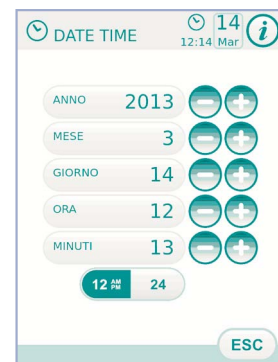 DATE TIME
12:14
14
Mar
i
ANNO 2013
MESE 3
GIORNO 14
ORA 12
MINUTI 13
12 AM PM 24
ESC